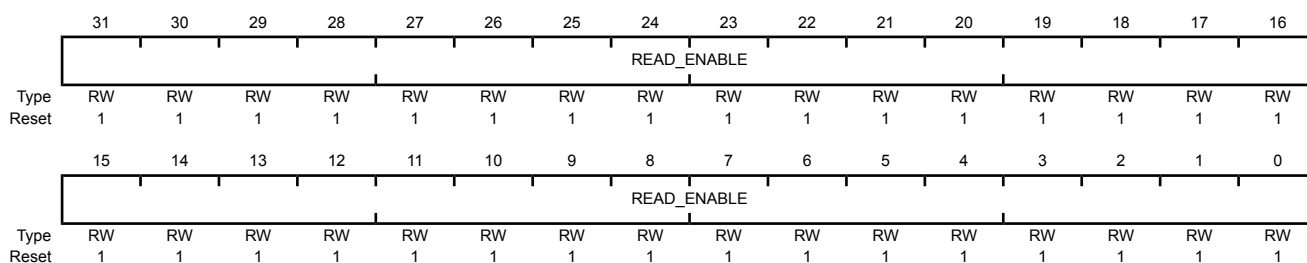 31 30 29 28 27 26 25 24 23 22 21 20 19 18 17 16
READ_ENABLE
Type RW RW RW RW RW RW RW RW RW RW RW RW RW RW RW RW
Reset 1 1 1 1 1 1 1 1 1 1 1 1 1 1 1 1
15 14 13 12 11 10 9 8 7 6 5 4 3 2 1 0
READ_ENABLE
Type RW RW RW RW RW RW RW RW RW RW RW RW RW RW RW RW
Reset 1 1 1 1 1 1 1 1 1 1 1 1 1 1 1 1